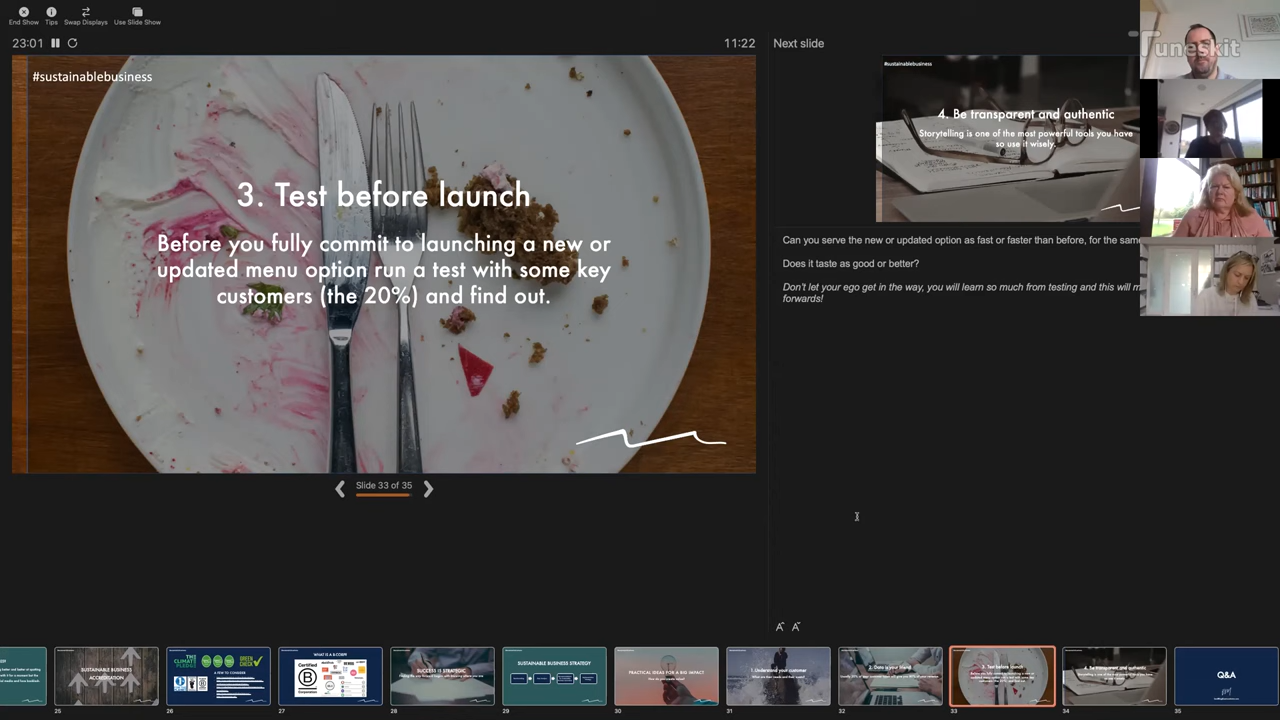 End Show
Tips
Swap Displays
Use Slide Show
23:01
11:22
#sustainablebusiness
3. Test before launch
Before you fully commit to launching a new or
updated menu option run a test with some key
customers (the 20%) and find out.
Slide 33 of 35
Next slide
#sustainablebusiness
4. Be transparent and authentic
Storytelling is one of the most powerful tools you have
so use it wisely.
Tuneskit
Can you serve the new or updated option as fast or faster than before, for the same
Does it taste as good or better?
Don't let your ego get in the way, you will learn so much from testing and this will m
forwards!
SUSTAINABLE BUSINESS
ACCREDITATION
25
THE
CLIMATE
PLEDGE
GREEN
CHECK
A FEW TO CONSIDER
26
WHAT IS A B CORP?
Certified
B
Corporation
27
SUCCESS IS STRATEGIC
28
SUSTAINABLE BUSINESS STRATEGY
29
PRACTICAL IDEAS FOR A BIG IMPACT
30
1. Understand your customer
31
2. Data is your friend
32
3. Test before launch
33
4. Be transparent and authentic
34
Q&A
35